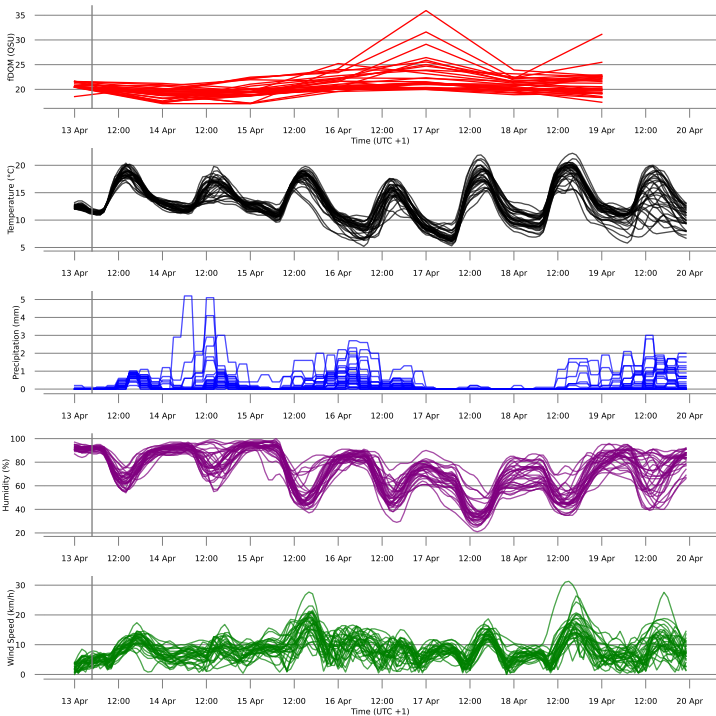 fDOM (QSU)
35
30
25
20
13 Apr 12:00 14 Apr 12:00 15 Apr 12:00 16 Apr 12:00 17 Apr 12:00 18 Apr 12:00 19 Apr 12:00 20 Apr
Time (UTC +1)
Temperature (°C)
20
15
10
5
13 Apr 12:00 14 Apr 12:00 15 Apr 12:00 16 Apr 12:00 17 Apr 12:00 18 Apr 12:00 19 Apr 12:00 20 Apr
Precipitation (mm)
5
4
3
2
1
0
13 Apr 12:00 14 Apr 12:00 15 Apr 12:00 16 Apr 12:00 17 Apr 12:00 18 Apr 12:00 19 Apr 12:00 20 Apr
Humidity (%)
100
80
60
40
20
13 Apr 12:00 14 Apr 12:00 15 Apr 12:00 16 Apr 12:00 17 Apr 12:00 18 Apr 12:00 19 Apr 12:00 20 Apr
Wind Speed (km/h)
30
20
10
0
13 Apr 12:00 14 Apr 12:00 15 Apr 12:00 16 Apr 12:00 17 Apr 12:00 18 Apr 12:00 19 Apr 12:00 20 Apr
Time (UTC +1)